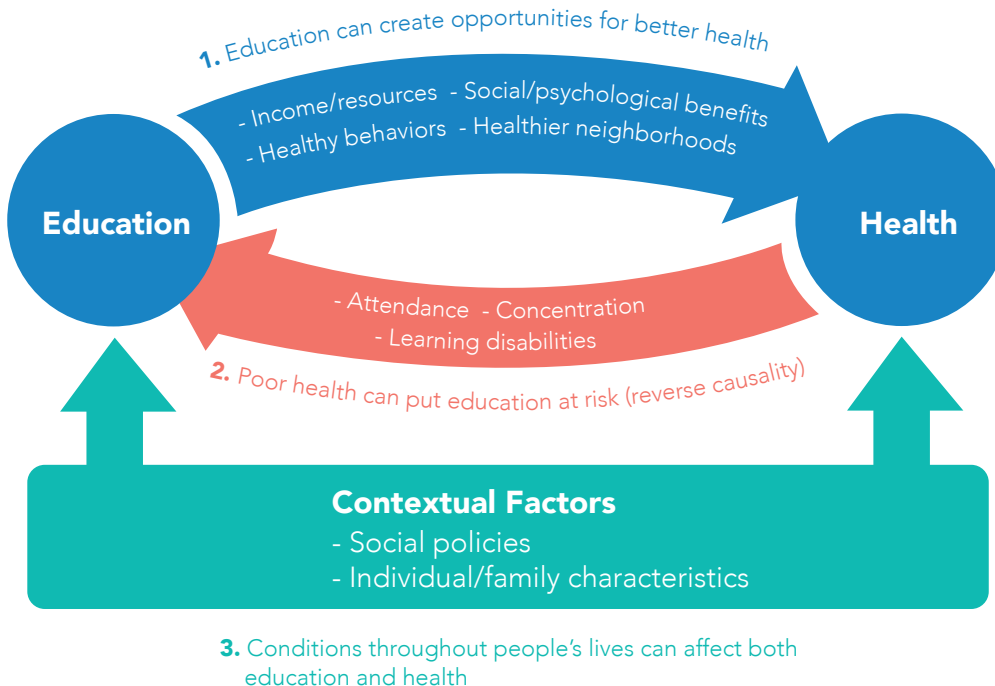 1. Education can create opportunities for better health
- Income/resources - Social/psychological benefits
- Healthy behaviors - Healthier neighborhoods
Education
Health
- Attendance - Concentration
- Learning disabilities
2. Poor health can put education at risk (reverse causality)
Contextual Factors
- Social policies
- Individual/family characteristics
3. Conditions throughout people’s lives can affect both
education and health